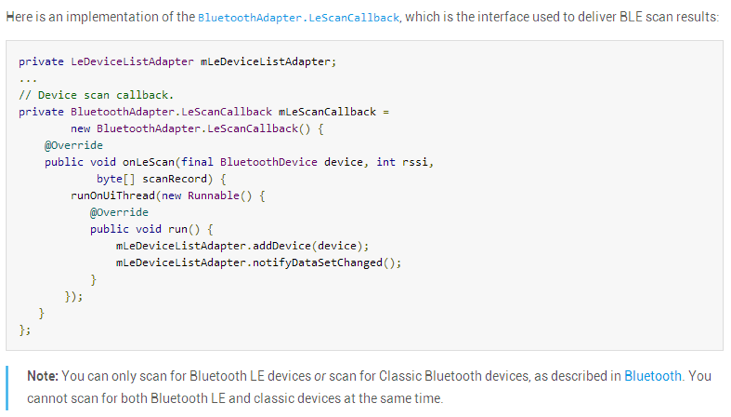 Here is an implementation of the BluetoothAdapter.LeScanCallback, which is the interface used to deliver BLE scan results:
private LeDeviceListAdapter mLeDeviceListAdapter;
...
// Device scan callback.
private BluetoothAdapter.LeScanCallback mLeScanCallback =
        new BluetoothAdapter.LeScanCallback() {
    @Override
    public void onLeScan(final BluetoothDevice device, int rssi,
            byte[] scanRecord) {
        runOnUiThread(new Runnable() {
           @Override
           public void run() {
               mLeDeviceListAdapter.addDevice(device);
               mLeDeviceListAdapter.notifyDataSetChanged();
           }
       });
   }
};
Note: You can only scan for Bluetooth LE devices or scan for Classic Bluetooth devices, as described in Bluetooth. You
cannot scan for both Bluetooth LE and classic devices at the same time.